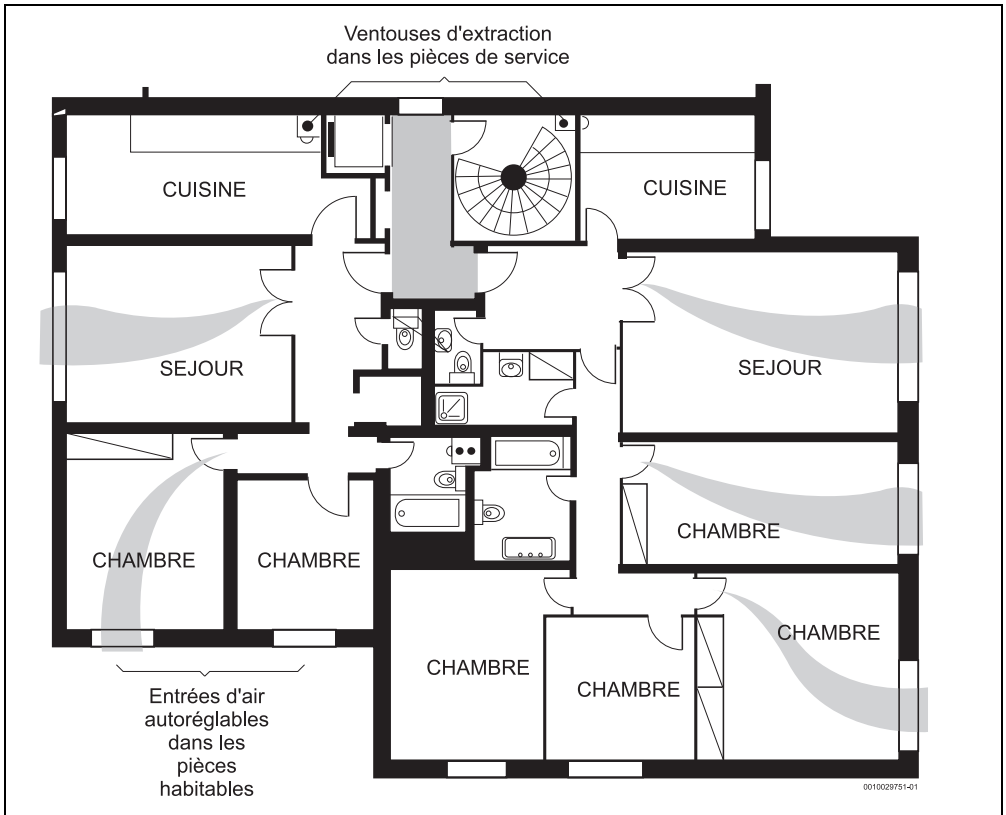 Ventouses d'extraction
dans les pièces de service
CUISINE
CUISINE
SEJOUR
SEJOUR
CHAMBRE
CHAMBRE
CHAMBRE
CHAMBRE
CHAMBRE
CHAMBRE
Entrées d'air
autoréglables
dans les
pièces
habitables
0010029751-01